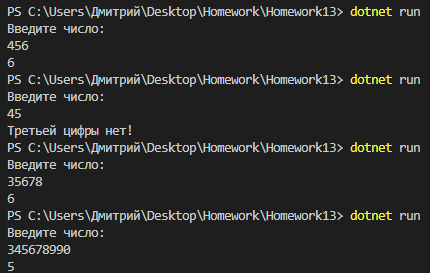 PS C:\Users\Дмитрий\Desktop\Homework\Homework13> dotnet run
Введите число:
456
6
PS C:\Users\Дмитрий\Desktop\Homework\Homework13> dotnet run
Введите число:
45
Третьей цифры нет!
PS C:\Users\Дмитрий\Desktop\Homework\Homework13> dotnet run
Введите число:
35678
6
PS C:\Users\Дмитрий\Desktop\Homework\Homework13> dotnet run
Введите число:
345678990
5